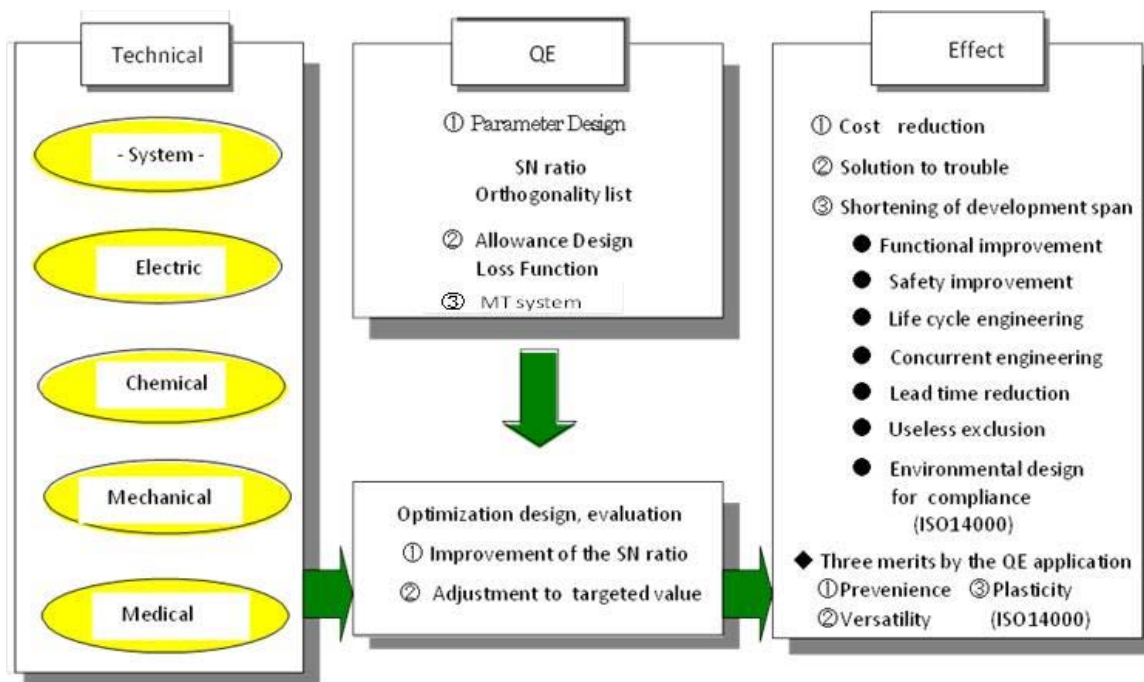 Technical
- System -
Electric
Chemical
Mechanical
Medical
QE
① Parameter Design
SN ratio
Orthogonality list
② Allowance Design
Loss Function
③ MT system
Optimization design, evaluation
① Improvement of the SN ratio
② Adjustment to targeted value
Effect
① Cost reduction
② Solution to trouble
③ Shortening of development span
● Functional improvement
● Safety improvement
● Life cycle engineering
● Concurrent engineering
● Lead time reduction
● Useless exclusion
● Environmental design
for compliance
(ISO14000)
◆ Three merits by the QE application
①Prevenience ③Plasticity
②Versatility (ISO14000)